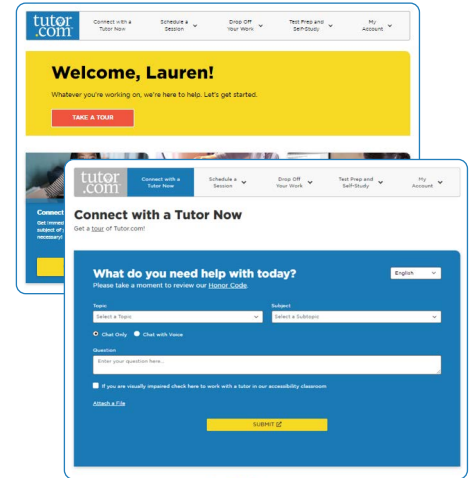 tutor
.com
Connect with a
Tutor Now
Schedule a
Session
Drop Off
Your Work
Test Prep and
Self-Study
My
Account
Welcome, Lauren!
Whatever you're working on, we're here to help. Let's get started.
TAKE A TOUR
Connect
Get immed
subject of y
necessary!
tutor
.com
Connect with a
Tutor Now
Schedule a
Session
Drop Off
Your Work
Test Prep and
Self-Study
My
Account
Connect with a Tutor Now
Get a tour of Tutor.com!
What do you need help with today?
English
Please take a moment to review our Honor Code.
Topic
Subject
Select a Topic
Select a Subtopic
Chat Only
Chat with Voice
Question
Enter your question here...
If you are visually impaired check here to work with a tutor in our accessibility classroom
Attach a File
SUBMIT